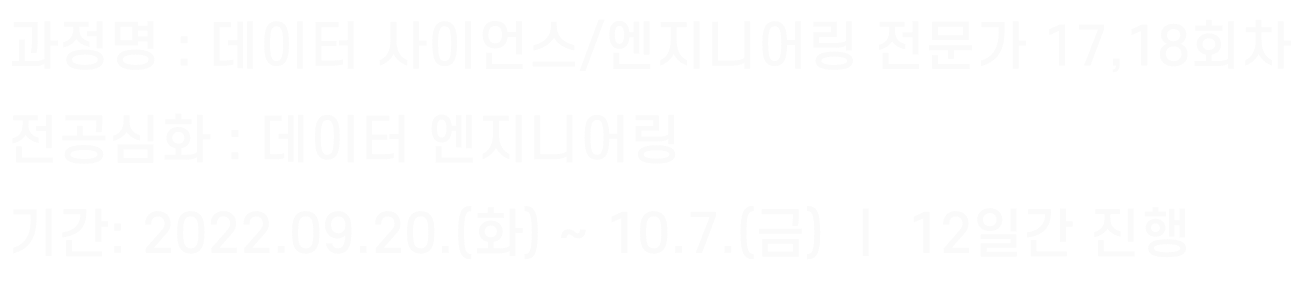 과정명 : 데이터 사이언스/엔지니어링 전문가 17,18회차
전공심화 : 데이터 엔지니어링
기간: 2022.09.20.(화) ~ 10.7.(금) ㅣ 12일간 진행